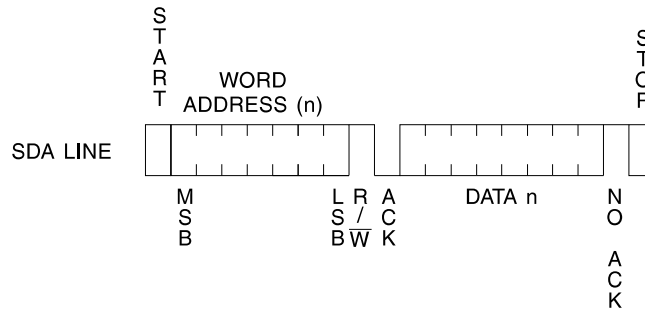 START
STOP
WORD
ADDRESS (n)
SDA LINE
MSB
LSB
R/W̅
ACK
DATA n
NO ACK